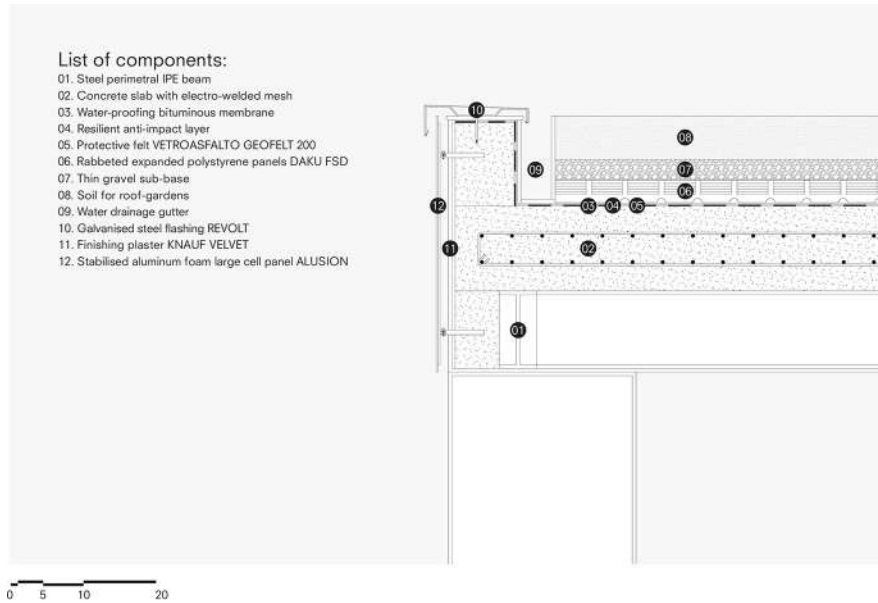 List of components:
01. Steel perimetral IPE beam
02. Concrete slab with electro-welded mesh
03. Water-proofing bituminous membrane
04. Resilient anti-impact layer
05. Protective felt VETROASFALTO GEOFELT 200
06. Rabbeted expanded polystyrene panels DAKU FSD
07. Thin gravel sub-base
08. Soil for roof-gardens
09. Water drainage gutter
10. Galvanised steel flashing REVOLT
11. Finishing plaster KNAUF VELVET
12. Stabilised aluminum foam large cell panel ALUSION
10
08
09
07
06
12
03 04 05
11
02
01
0 5 10 20